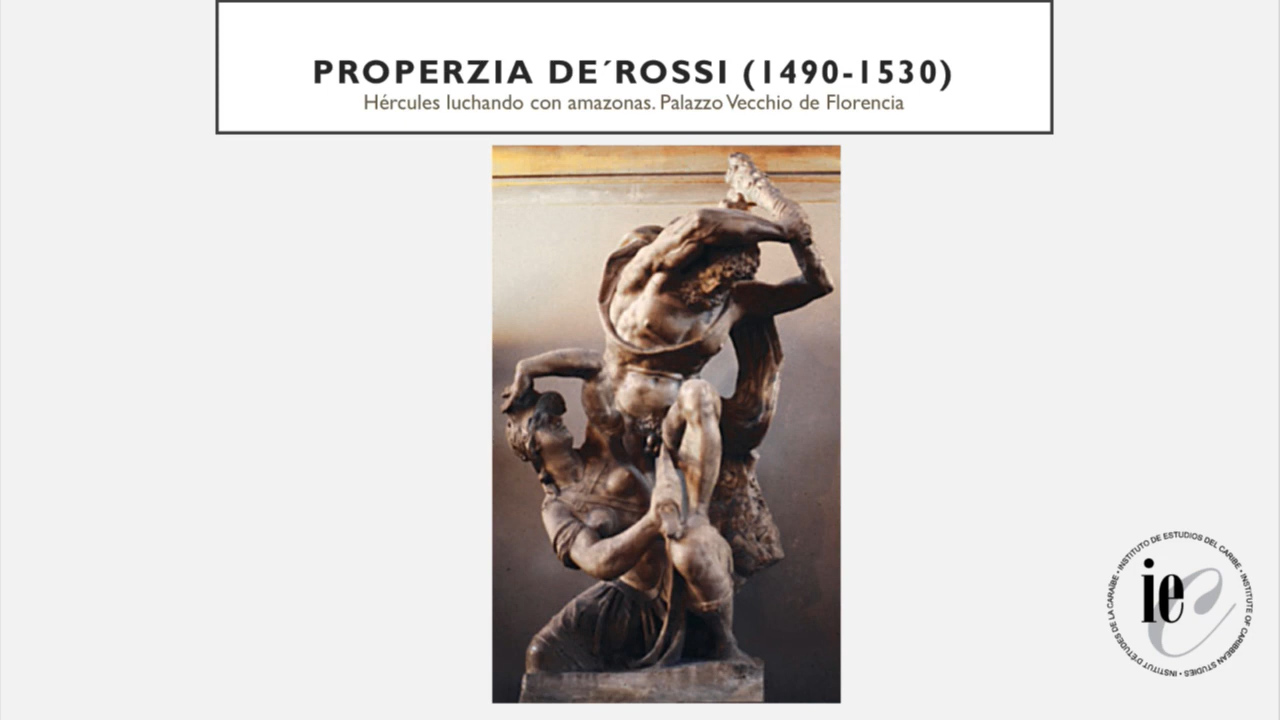 PROPERZIA DE´ROSSI (1490-1530)
Hércules luchando con amazonas. Palazzo Vecchio de Florencia
ie
INSTITUTO DE ESTUDIOS DEL CARIBE • INSTITUTE OF CARIBBEAN STUDIES • INSTITUT D'ÉTUDES DE LA CARAÏBE •